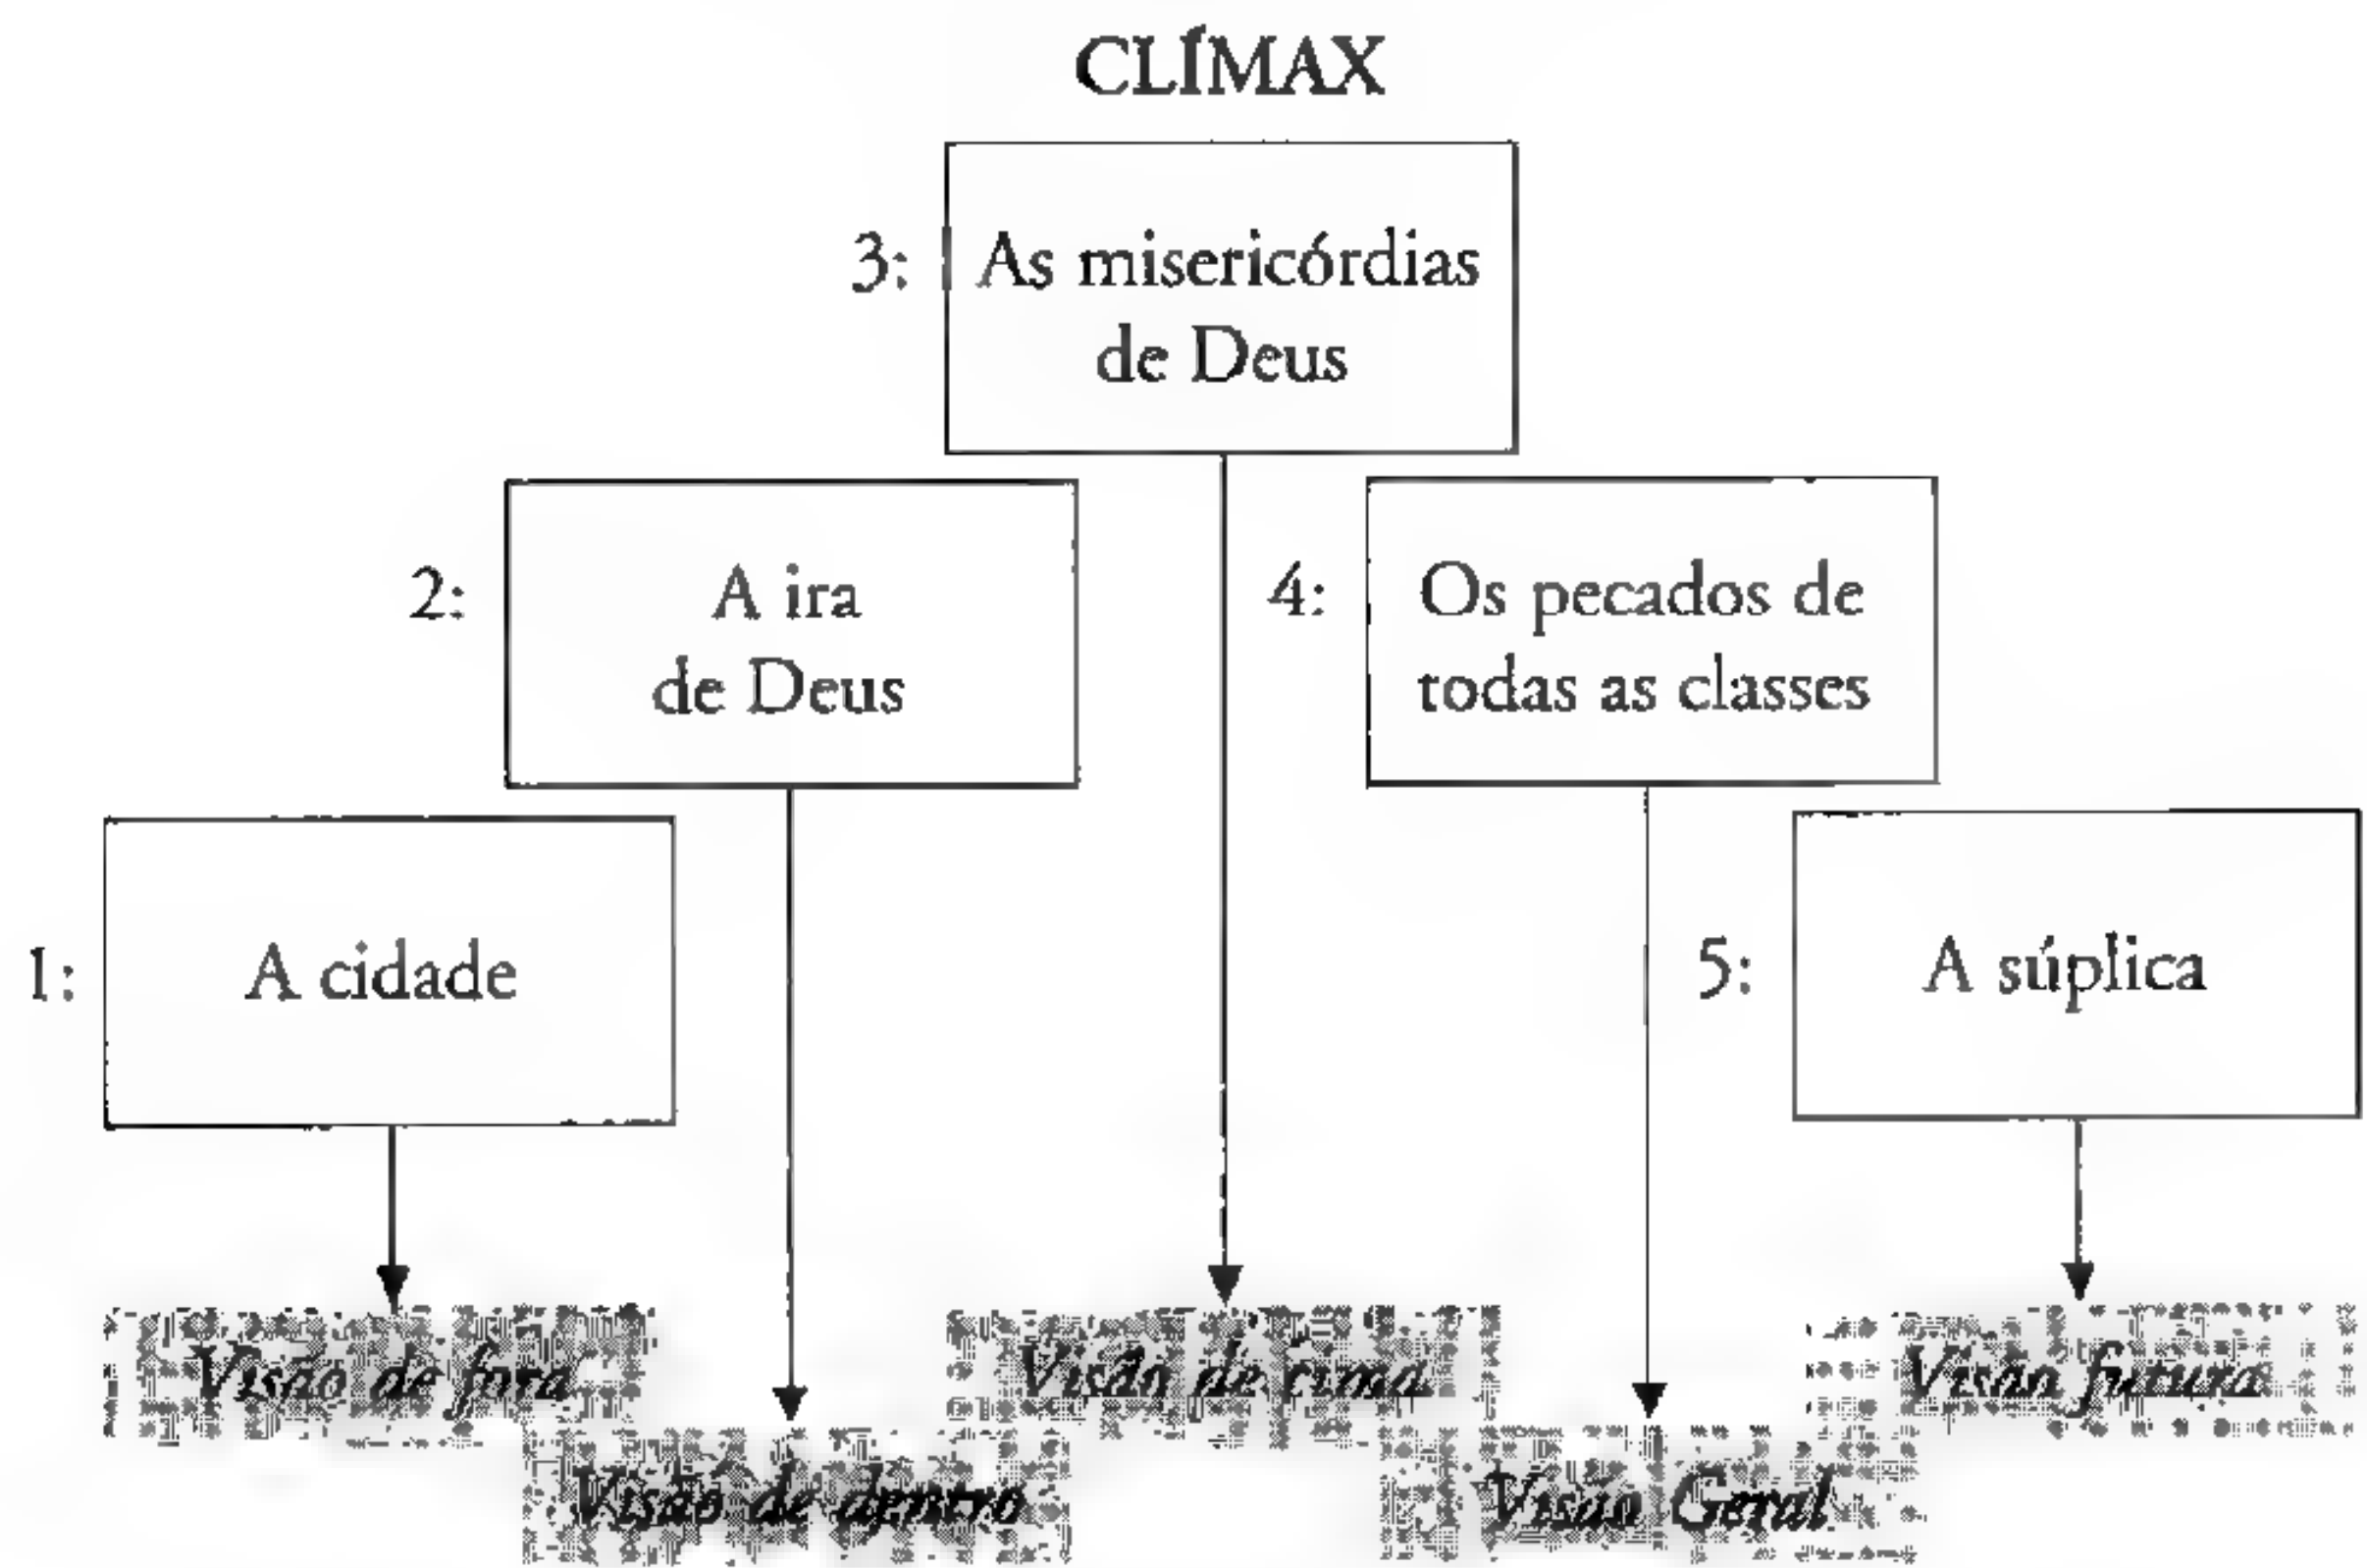 CLÍMAX
3: As misericórdias
de Deus
2: A ira
de Deus
4: Os pecados de
todas as classes
1: A cidade
5: A súplica
Visão de fora
Visão de cima
Visão futura
Visão de dentro
Visão Geral